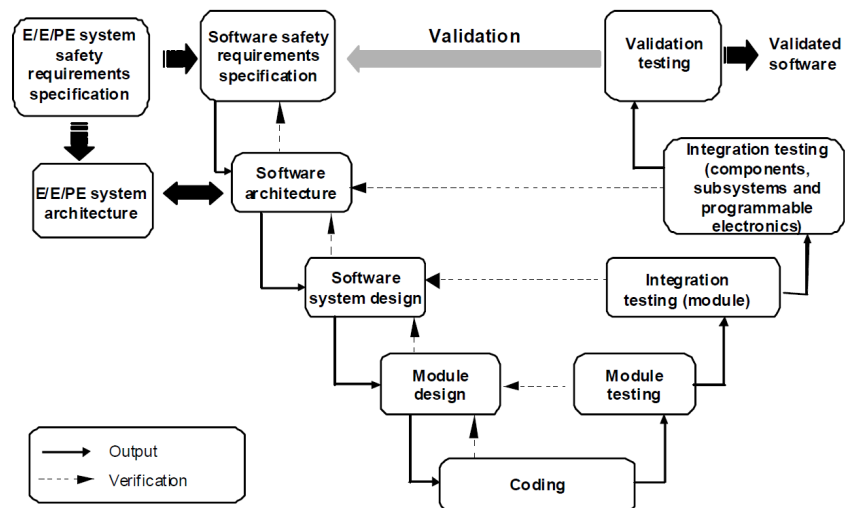 E/E/PE system
safety
requirements
specification
Software safety
requirements
specification
Validation
Validation
testing
Validated
software
E/E/PE system
architecture
Software
architecture
Integration testing
(components,
subsystems and
programmable
electronics)
Software
system design
Integration
testing (module)
Module
design
Module
testing
Coding
Output
Verification